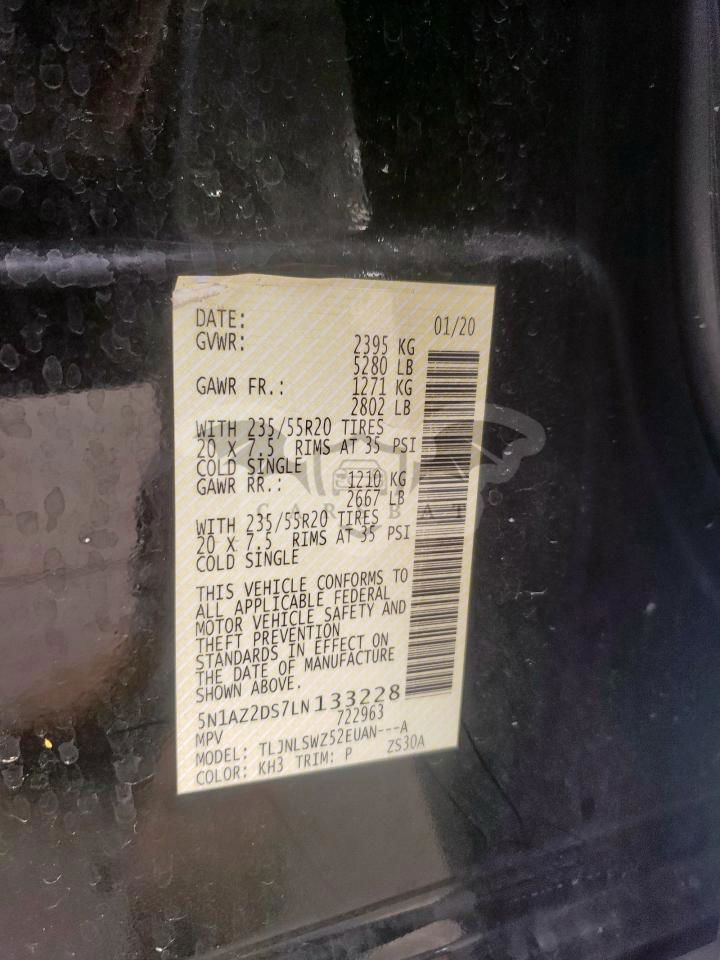 DATE: 01/20
GVWR: 2395 KG
5280 LB
GAWR FR.: 1271 KG
2802 LB
WITH 235/55R20 TIRES
20 X 7.5 RIMS AT 35 PSI
COLD SINGLE
GAWR RR.: 1210 KG
2667 LB
WITH 235/55R20 TIRES
20 X 7.5 RIMS AT 35 PSI
COLD SINGLE
THIS VEHICLE CONFORMS TO
ALL APPLICABLE FEDERAL
MOTOR VEHICLE SAFETY AND
THEFT PREVENTION
STANDARDS IN EFFECT ON
THE DATE OF MANUFACTURE
SHOWN ABOVE.
5N1AZ2DS7LN133228
MPV 722963
MODEL: TLJNLSWZ52EUAN---A
COLOR: KH3 TRIM: P ZS30A